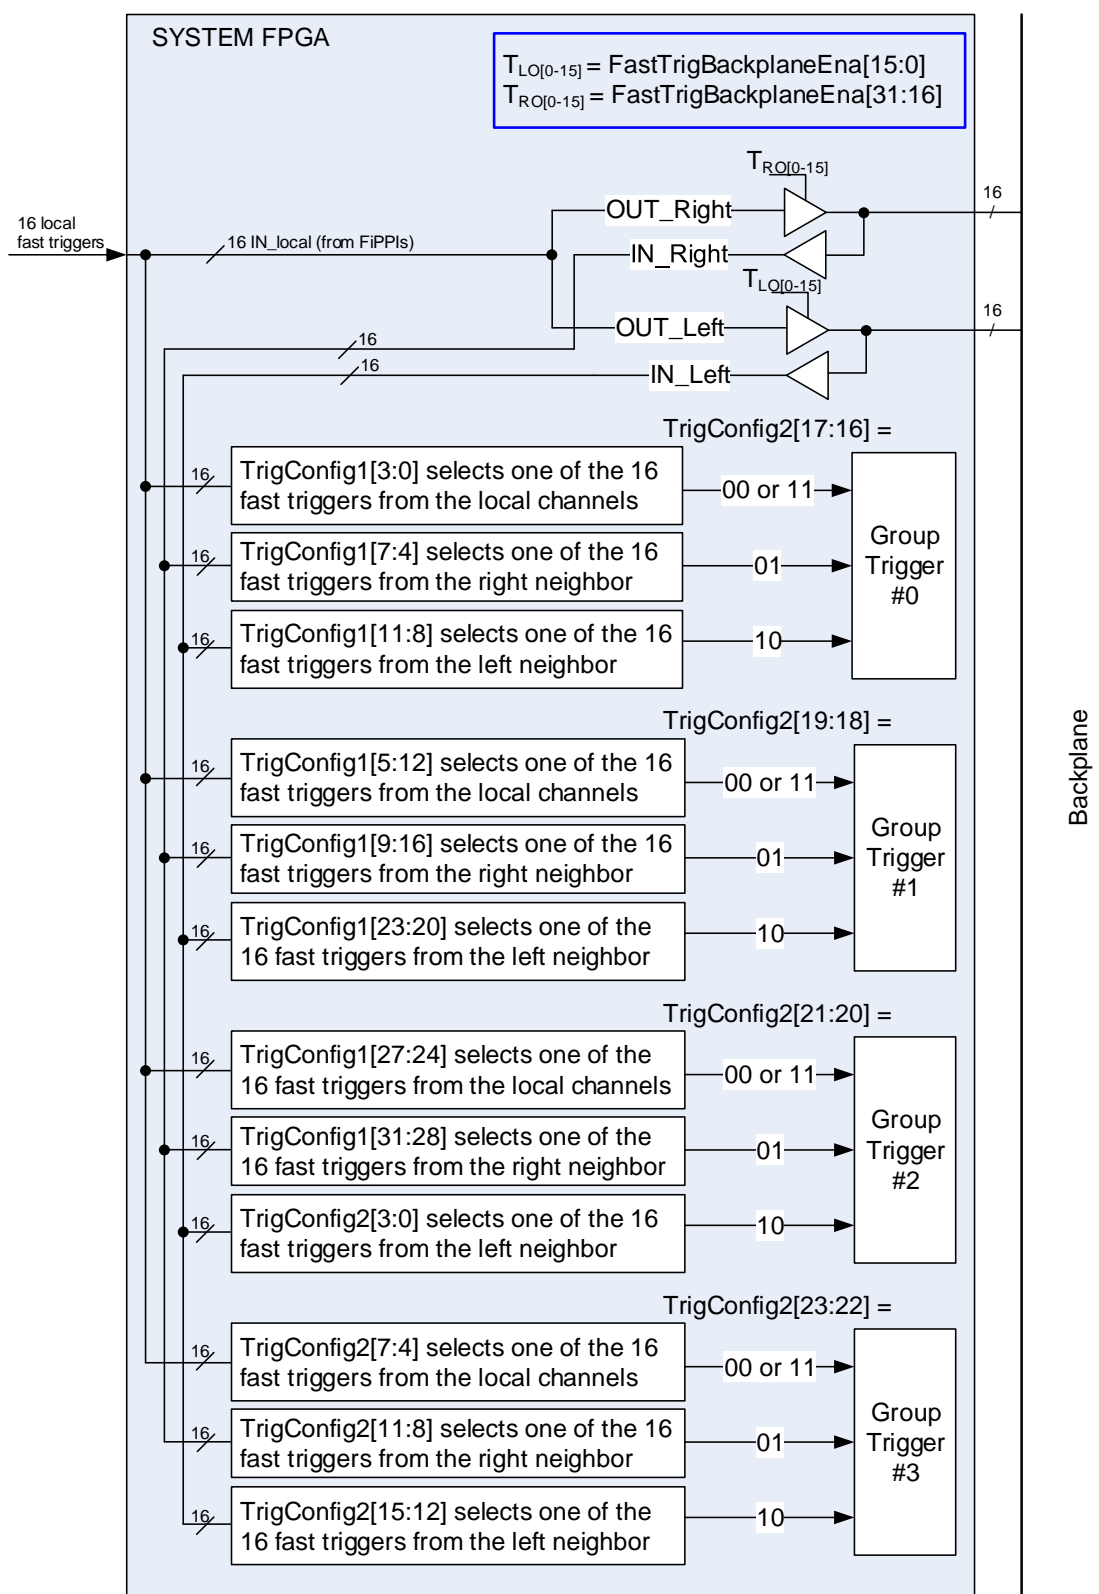 SYSTEM FPGA
T_LO[0-15] = FastTrigBackplaneEna[15:0]
T_RO[0-15] = FastTrigBackplaneEna[31:16]
T_RO[0-15]
16
OUT_Right
16 local
fast triggers
16 IN_local (from FiPPIs)
IN_Right
T_LO[0-15]
16
OUT_Left
16
16
IN_Left
TrigConfig2[17:16] =
16
TrigConfig1[3:0] selects one of the 16
fast triggers from the local channels
00 or 11
16
TrigConfig1[7:4] selects one of the 16
fast triggers from the right neighbor
01
16
TrigConfig1[11:8] selects one of the 16
fast triggers from the left neighbor
10
Group
Trigger
#0
TrigConfig2[19:18] =
16
TrigConfig1[5:12] selects one of the 16
fast triggers from the local channels
00 or 11
16
TrigConfig1[9:16] selects one of the 16
fast triggers from the right neighbor
01
16
TrigConfig1[23:20] selects one of the
16 fast triggers from the left neighbor
10
Group
Trigger
#1
Backplane
TrigConfig2[21:20] =
16
TrigConfig1[27:24] selects one of the
16 fast triggers from the local channels
00 or 11
16
TrigConfig1[31:28] selects one of the
16 fast triggers from the right neighbor
01
16
TrigConfig2[3:0] selects one of the 16
fast triggers from the left neighbor
10
Group
Trigger
#2
TrigConfig2[23:22] =
16
TrigConfig2[7:4] selects one of the 16
fast triggers from the local channels
00 or 11
16
TrigConfig2[11:8] selects one of the 16
fast triggers from the right neighbor
01
16
TrigConfig2[15:12] selects one of the
16 fast triggers from the left neighbor
10
Group
Trigger
#3